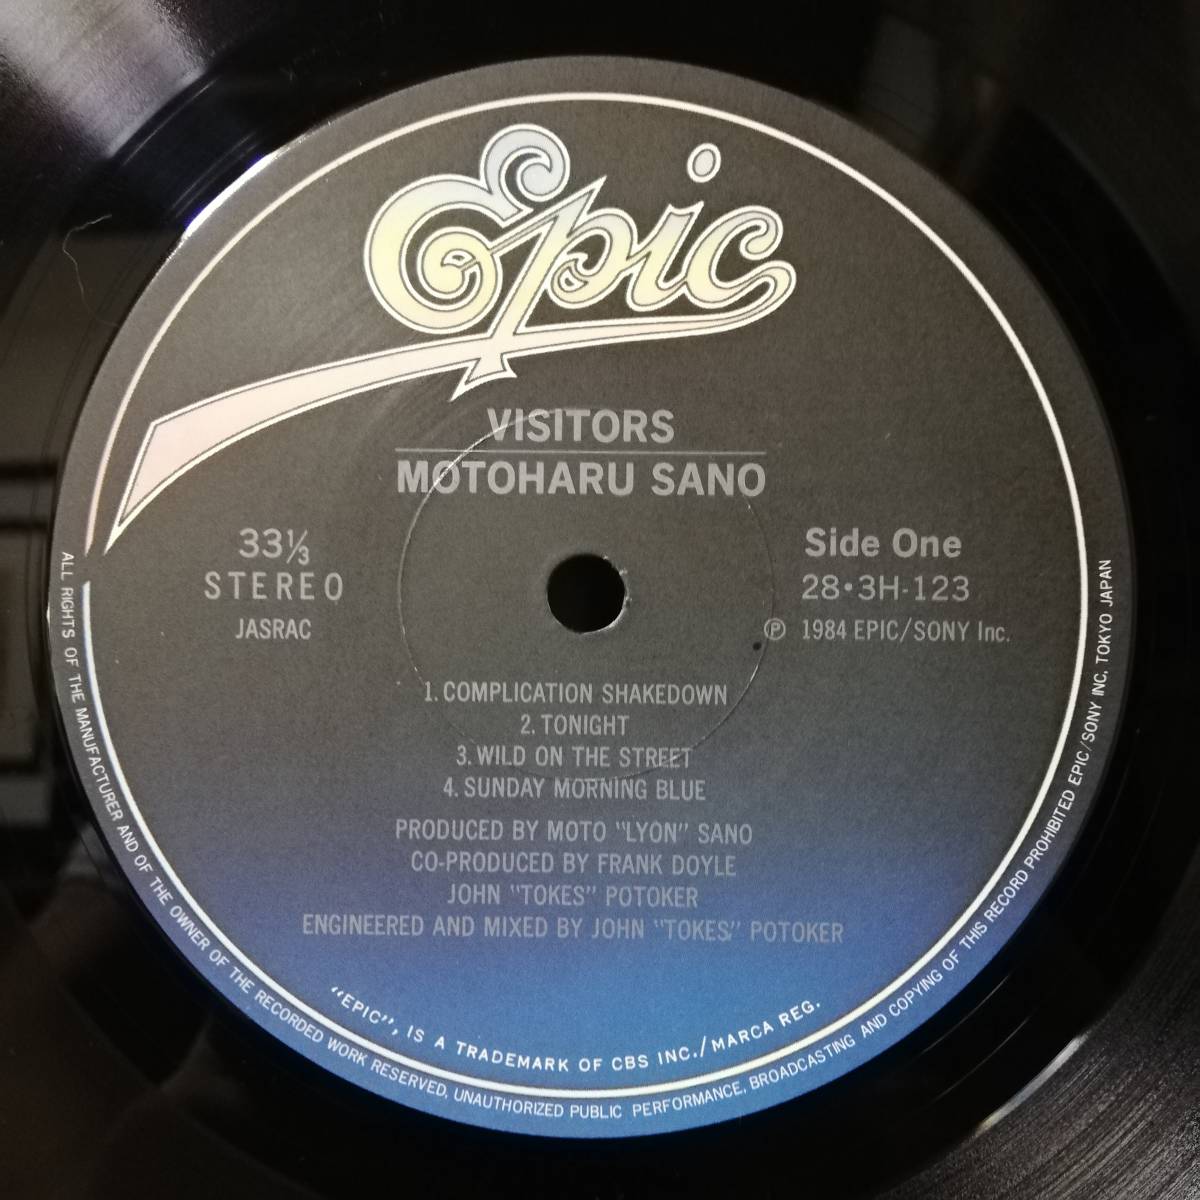 Epic
VISITORS
MOTOHARU SANO
33⅓
STEREO
JASRAC
Side One
28・3H-123
Ⓟ 1984 EPIC/SONY Inc.
1. COMPLICATION SHAKEDOWN
2. TONIGHT
3. WILD ON THE STREET
4. SUNDAY MORNING BLUE
PRODUCED BY MOTO "LYON" SANO
CO-PRODUCED BY FRANK DOYLE
JOHN "TOKES" POTOKER
ENGINEERED AND MIXED BY JOHN "TOKES" POTOKER
"EPIC", IS A TRADEMARK OF CBS INC./MARCA REG.
ALL RIGHTS OF THE MANUFACTURER AND OF THE OWNER OF THE RECORDED WORK RESERVED, UNAUTHORIZED PUBLIC PERFORMANCE, BROADCASTING AND COPYING OF THIS RECORD PROHIBITED EPIC/SONY INC, TOKYO JAPAN